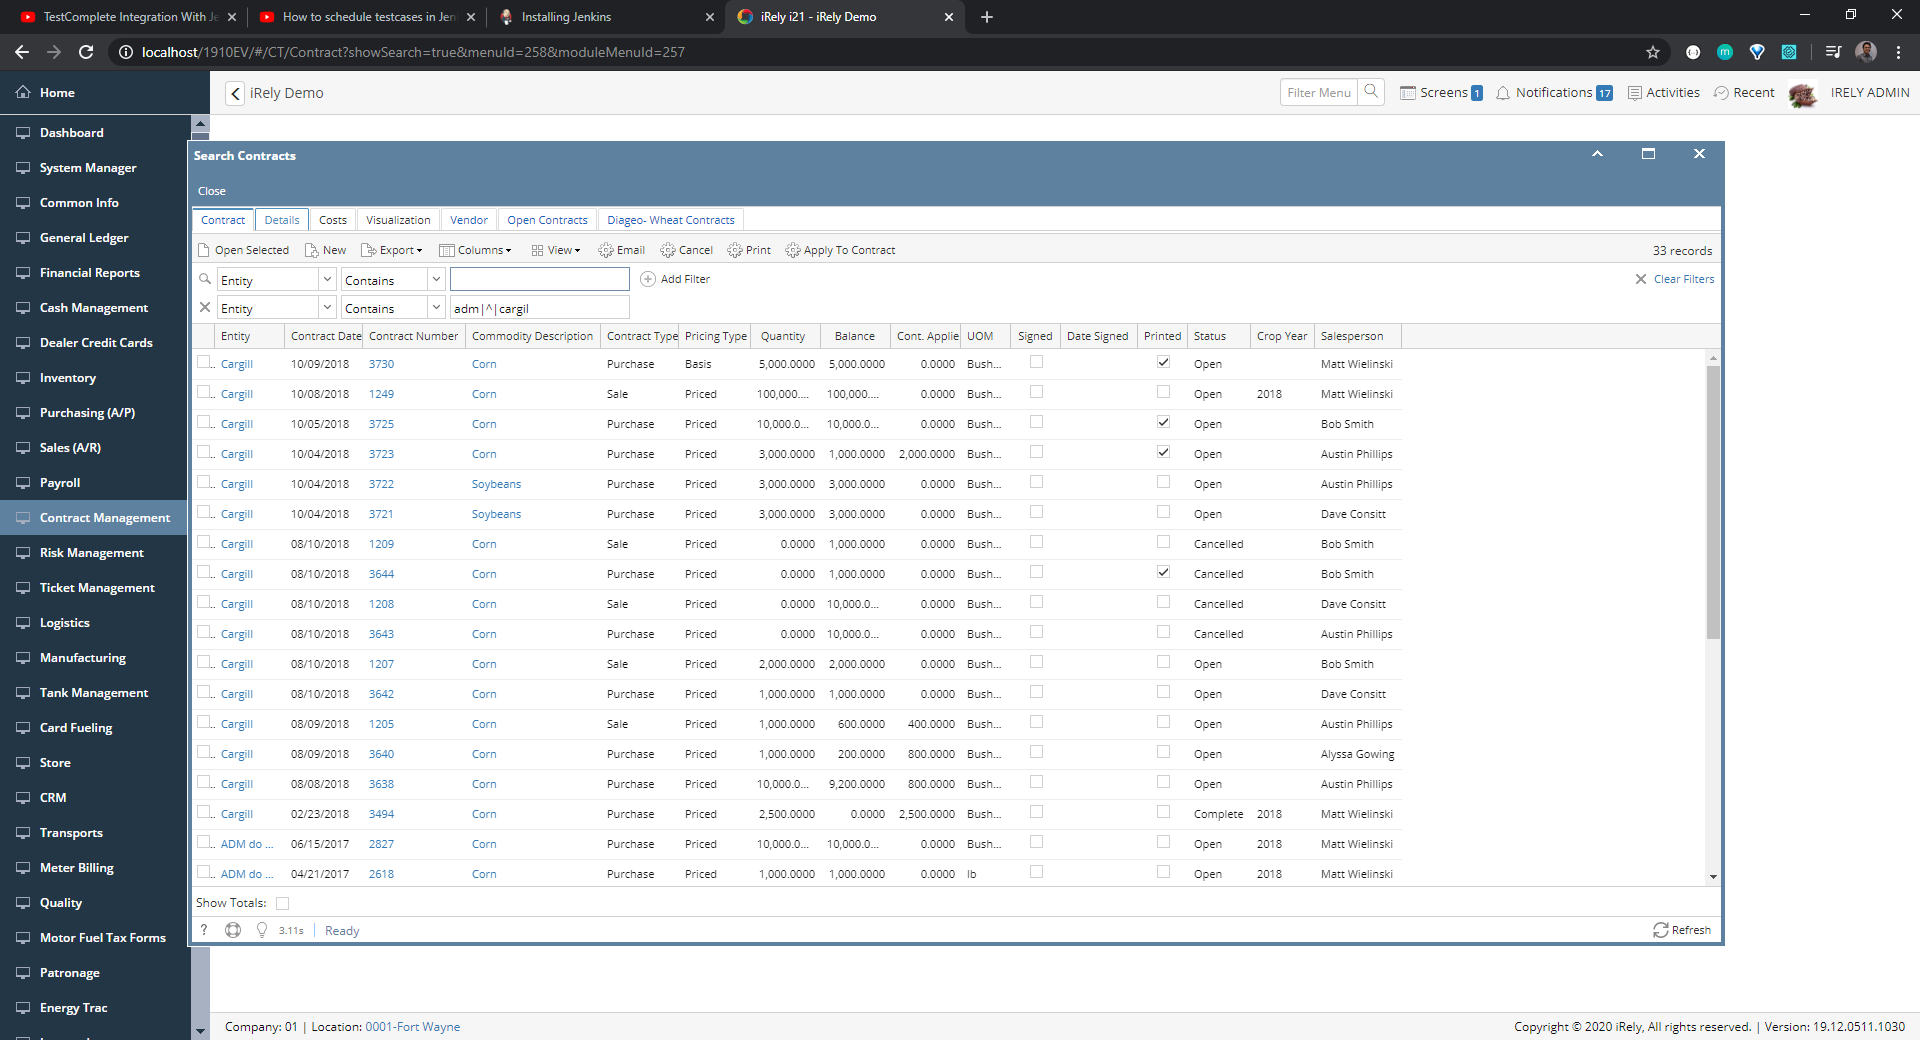 TestComplete Integration With Je
How to schedule testcases in Jen
Installing Jenkins
iRely i21 - iRely Demo
localhost/1910EV/#/CT/Contract?showSearch=true&menuId=258&moduleMenuId=257
Home
iRely Demo
Filter Menu
Screens 1
Notifications 17
Activities
Recent
IRELY ADMIN
Dashboard
System Manager
Common Info
General Ledger
Financial Reports
Cash Management
Dealer Credit Cards
Inventory
Purchasing (A/P)
Sales (A/R)
Payroll
Contract Management
Risk Management
Ticket Management
Logistics
Manufacturing
Tank Management
Card Fueling
Store
CRM
Transports
Meter Billing
Quality
Motor Fuel Tax Forms
Patronage
Energy Trac
Search Contracts
Close
Contract Details Costs Visualization Vendor Open Contracts Diageo- Wheat Contracts
Open Selected New Export Columns View Email Cancel Print Apply To Contract 33 records
Entity Contains Add Filter Clear Filters
Entity Contains adm|^|cargil
Entity Contract Date Contract Number Commodity Description Contract Type Pricing Type Quantity Balance Cont. Applie UOM Signed Date Signed Printed Status Crop Year Salesperson
Cargill 10/09/2018 3730 Corn Purchase Basis 5,000.0000 5,000.0000 0.0000 Bush... Open Matt Wielinski
Cargill 10/08/2018 1249 Corn Sale Priced 100,000.... 100,000.... 0.0000 Bush... Open 2018 Matt Wielinski
Cargill 10/05/2018 3725 Corn Purchase Priced 10,000.0... 10,000.0... 0.0000 Bush... Open Bob Smith
Cargill 10/04/2018 3723 Corn Purchase Priced 3,000.0000 1,000.0000 2,000.0000 Bush... Open Austin Phillips
Cargill 10/04/2018 3722 Soybeans Purchase Priced 3,000.0000 3,000.0000 0.0000 Bush... Open Austin Phillips
Cargill 10/04/2018 3721 Soybeans Purchase Priced 3,000.0000 3,000.0000 0.0000 Bush... Open Dave Consitt
Cargill 08/10/2018 1209 Corn Sale Priced 0.0000 1,000.0000 0.0000 Bush... Cancelled Bob Smith
Cargill 08/10/2018 3644 Corn Purchase Priced 0.0000 1,000.0000 0.0000 Bush... Cancelled Bob Smith
Cargill 08/10/2018 1208 Corn Sale Priced 0.0000 10,000.0... 0.0000 Bush... Cancelled Dave Consitt
Cargill 08/10/2018 3643 Corn Purchase Priced 0.0000 10,000.0... 0.0000 Bush... Cancelled Austin Phillips
Cargill 08/10/2018 1207 Corn Sale Priced 2,000.0000 2,000.0000 0.0000 Bush... Open Bob Smith
Cargill 08/10/2018 3642 Corn Purchase Priced 1,000.0000 1,000.0000 0.0000 Bush... Open Dave Consitt
Cargill 08/09/2018 1205 Corn Sale Priced 1,000.0000 600.0000 400.0000 Bush... Open Austin Phillips
Cargill 08/09/2018 3640 Corn Purchase Priced 1,000.0000 200.0000 800.0000 Bush... Open Alyssa Gowing
Cargill 08/08/2018 3638 Corn Purchase Priced 10,000.0... 9,200.0000 800.0000 Bush... Open Austin Phillips
Cargill 02/23/2018 3494 Corn Purchase Priced 2,500.0000 0.0000 2,500.0000 Bush... Complete 2018 Matt Wielinski
ADM do ... 06/15/2017 2827 Corn Purchase Priced 10,000.0... 10,000.0... 0.0000 Bush... Open 2018 Matt Wielinski
ADM do ... 04/21/2017 2618 Corn Purchase Priced 1,000.0000 1,000.0000 0.0000 lb Open 2018 Matt Wielinski
Show Totals:
? 3.11s Ready Refresh
Company: 01 | Location: 0001-Fort Wayne
Copyright © 2020 iRely, All rights reserved. | Version: 19.12.0511.1030